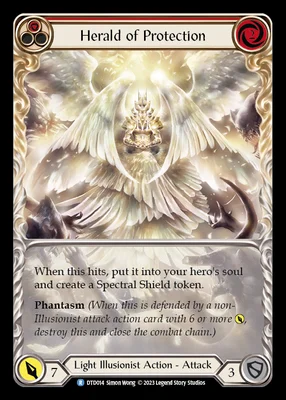 Herald of Protection
When this hits, put it into your hero's soul
and create a Spectral Shield token.
Phantasm (When this is defended by a non-
Illusionist attack action card with 6 or more ,
destroy this and close the combat chain.)
7
Light Illusionist Action - Attack
3
R DTD014 Simon Wong © 2023 Legend Story Studios